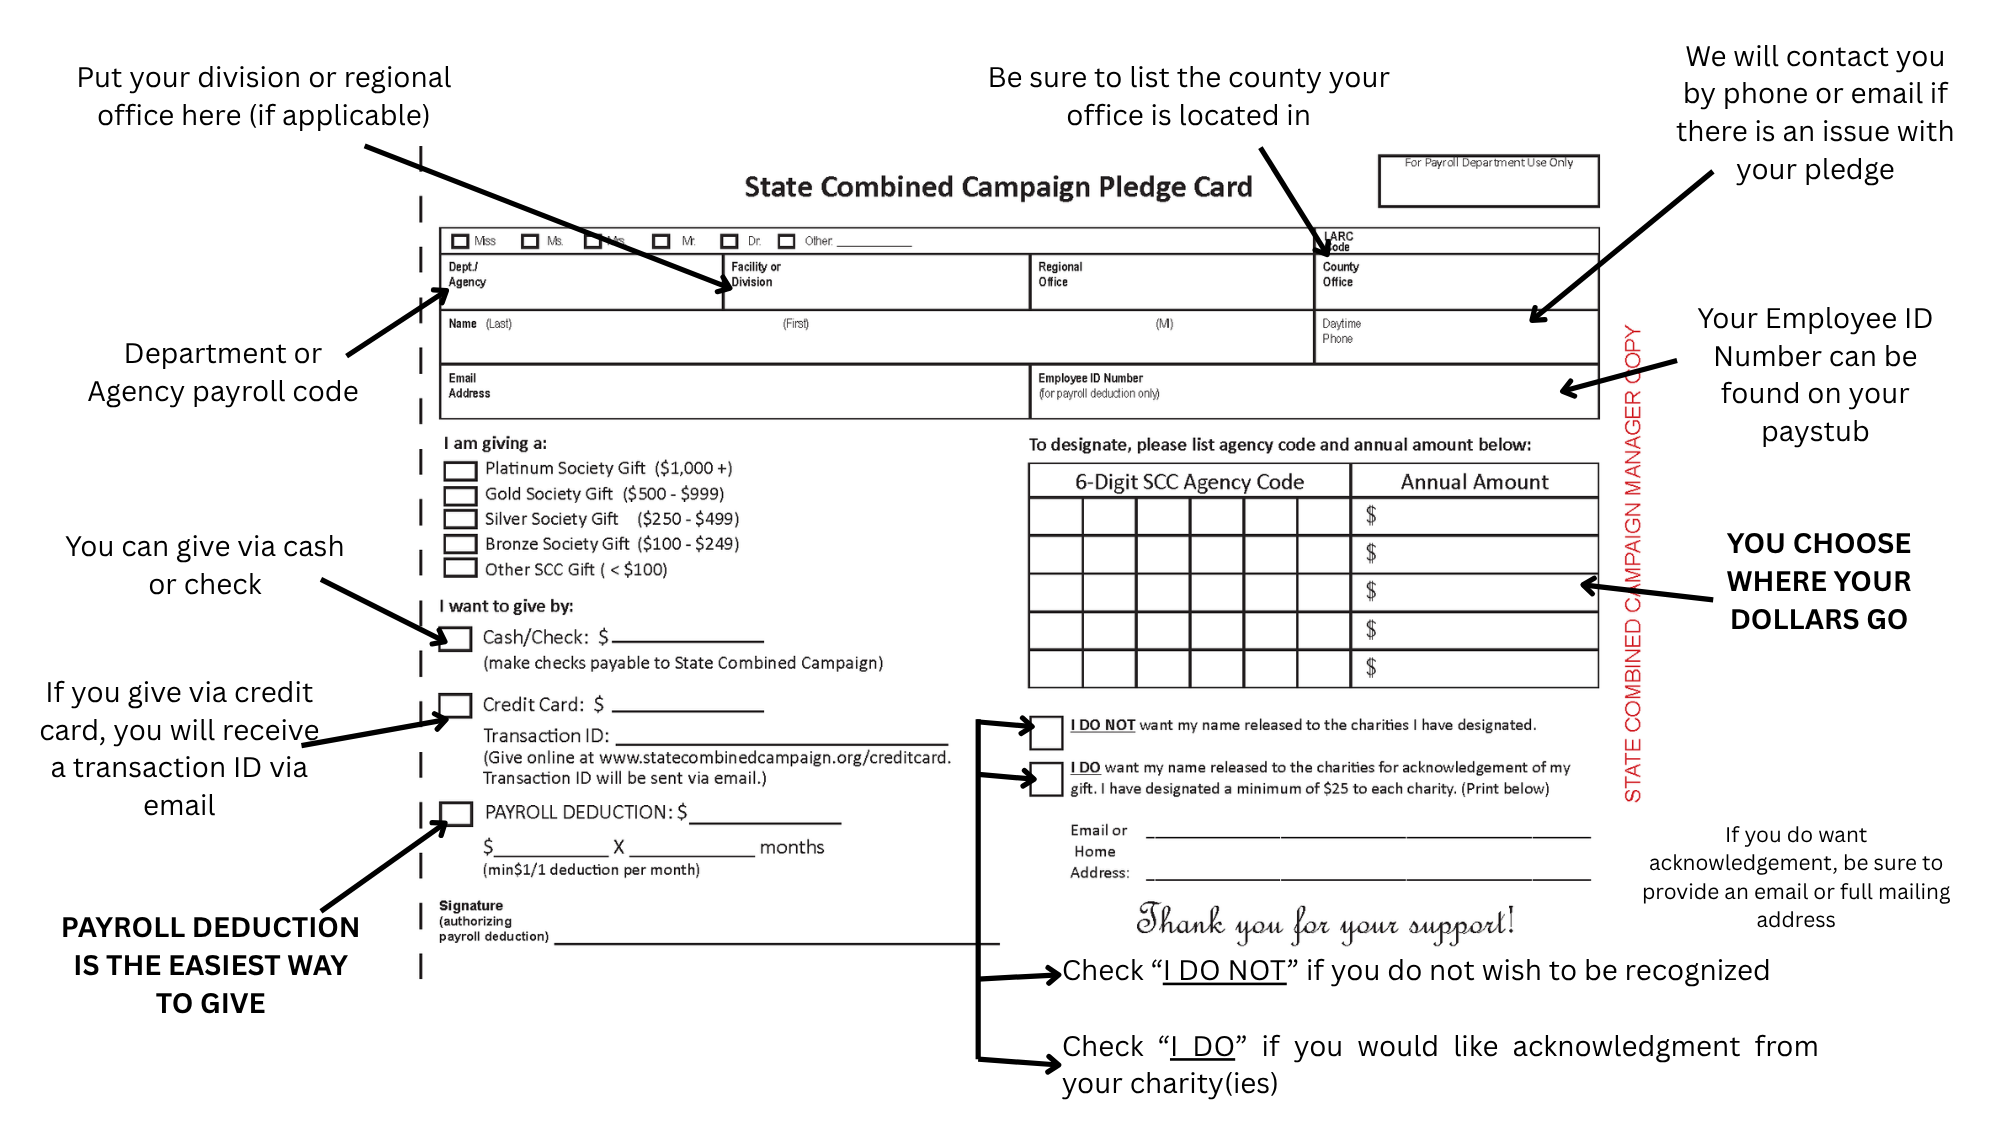 Put your division or regional
office here (if applicable)
Be sure to list the county your
office is located in
We will contact you
by phone or email if
there is an issue with
your pledge
For Payroll Department Use Only
State Combined Campaign Pledge Card
Miss Ms. Mrs. Mr. Dr. Other: ____________
LARC
Code
Dept./
Agency
Facility or
Division
Regional
Office
County
Office
Name (Last) (First) (MI)
Daytime
Phone
Email
Address
Employee ID Number
(for payroll deduction only)
Department or
Agency payroll code
Your Employee ID
Number can be
found on your
paystub
I am giving a:
Platinum Society Gift ($1,000 +)
Gold Society Gift ($500 - $999)
Silver Society Gift ($250 - $499)
Bronze Society Gift ($100 - $249)
Other SCC Gift ( < $100)
To designate, please list agency code and annual amount below:
6-Digit SCC Agency Code Annual Amount
$
$
$
$
$
STATE COMBINED CAMPAIGN MANAGER COPY
You can give via cash
or check
YOU CHOOSE
WHERE YOUR
DOLLARS GO
I want to give by:
Cash/Check: $ ________________
(make checks payable to State Combined Campaign)
If you give via credit
card, you will receive
a transaction ID via
email
Credit Card: $ ________________
Transaction ID: ___________________________________
(Give online at www.statecombinedcampaign.org/creditcard.
Transaction ID will be sent via email.)
PAYROLL DEDUCTION: $________________
$____________ X _____________ months
(min$1/1 deduction per month)
PAYROLL DEDUCTION
IS THE EASIEST WAY
TO GIVE
Signature
(authorizing
payroll deduction) ______________________________
I DO NOT want my name released to the charities I have designated.
I DO want my name released to the charities for acknowledgement of my
gift. I have designated a minimum of $25 to each charity. (Print below)
Email or ______________________________
Home
Address: ______________________________
If you do want
acknowledgement, be sure to
provide an email or full mailing
address
Thank you for your support!
Check “I DO NOT” if you do not wish to be recognized
Check “I DO” if you would like acknowledgment from
your charity(ies)